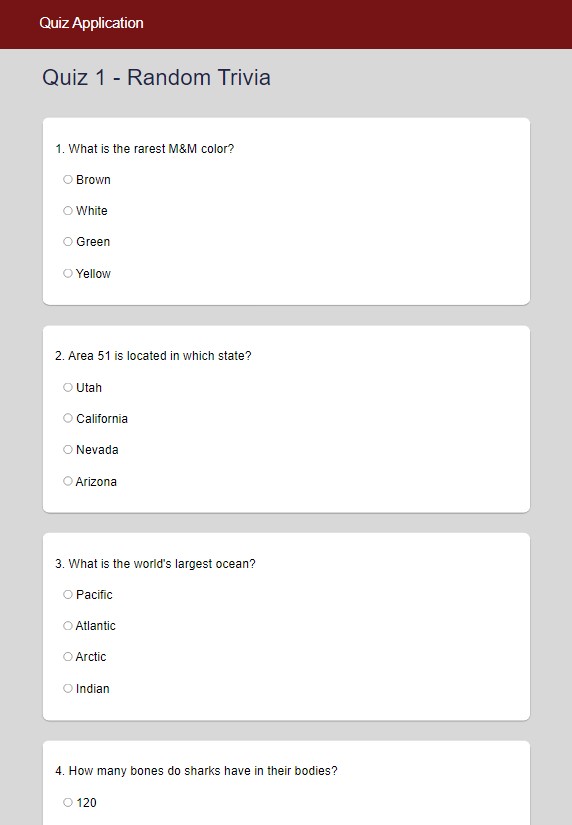 Quiz Application
Quiz 1 - Random Trivia
1. What is the rarest M&M color?
Brown
White
Green
Yellow
2. Area 51 is located in which state?
Utah
California
Nevada
Arizona
3. What is the world's largest ocean?
Pacific
Atlantic
Arctic
Indian
4. How many bones do sharks have in their bodies?
120